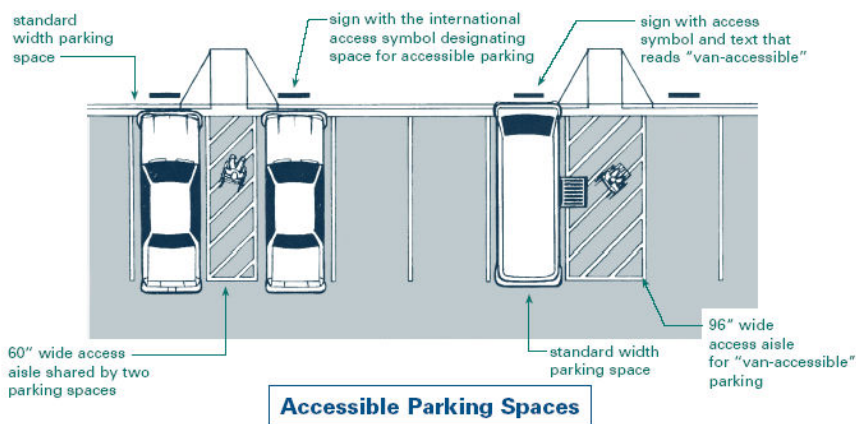 standard
width parking
space
sign with the international
access symbol designating
space for accessible parking
sign with access
symbol and text that
reads “van-accessible”
60” wide access
aisle shared by two
parking spaces
standard width
parking space
96” wide
access aisle
for “van-accessible”
parking
Accessible Parking Spaces